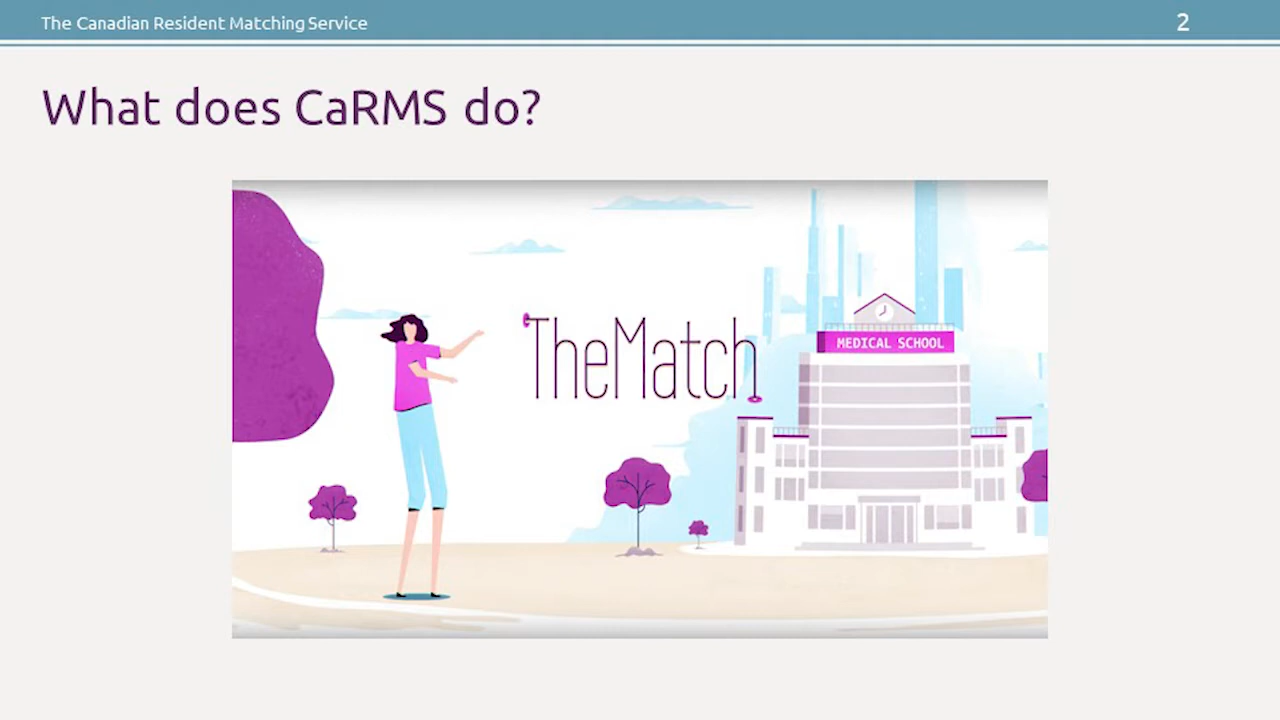 The Canadian Resident Matching Service
2
What does CaRMS do?
TheMatch
MEDICAL SCHOOL